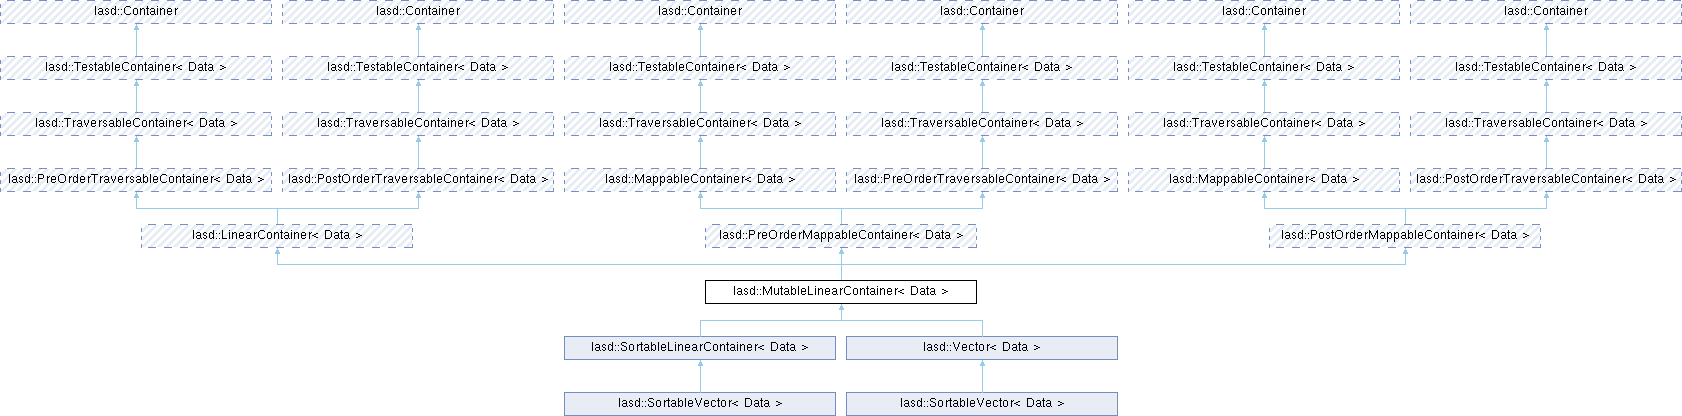 lasd::Container
lasd::Container
lasd::Container
lasd::Container
lasd::Container
lasd::Container
lasd::TestableContainer< Data >
lasd::TestableContainer< Data >
lasd::TestableContainer< Data >
lasd::TestableContainer< Data >
lasd::TestableContainer< Data >
lasd::TestableContainer< Data >
lasd::TraversableContainer< Data >
lasd::TraversableContainer< Data >
lasd::TraversableContainer< Data >
lasd::TraversableContainer< Data >
lasd::TraversableContainer< Data >
lasd::TraversableContainer< Data >
lasd::PreOrderTraversableContainer< Data >
lasd::PostOrderTraversableContainer< Data >
lasd::MappableContainer< Data >
lasd::PreOrderTraversableContainer< Data >
lasd::MappableContainer< Data >
lasd::PostOrderTraversableContainer< Data >
lasd::LinearContainer< Data >
lasd::PreOrderMappableContainer< Data >
lasd::PostOrderMappableContainer< Data >
lasd::MutableLinearContainer< Data >
lasd::SortableLinearContainer< Data >
lasd::Vector< Data >
lasd::SortableVector< Data >
lasd::SortableVector< Data >